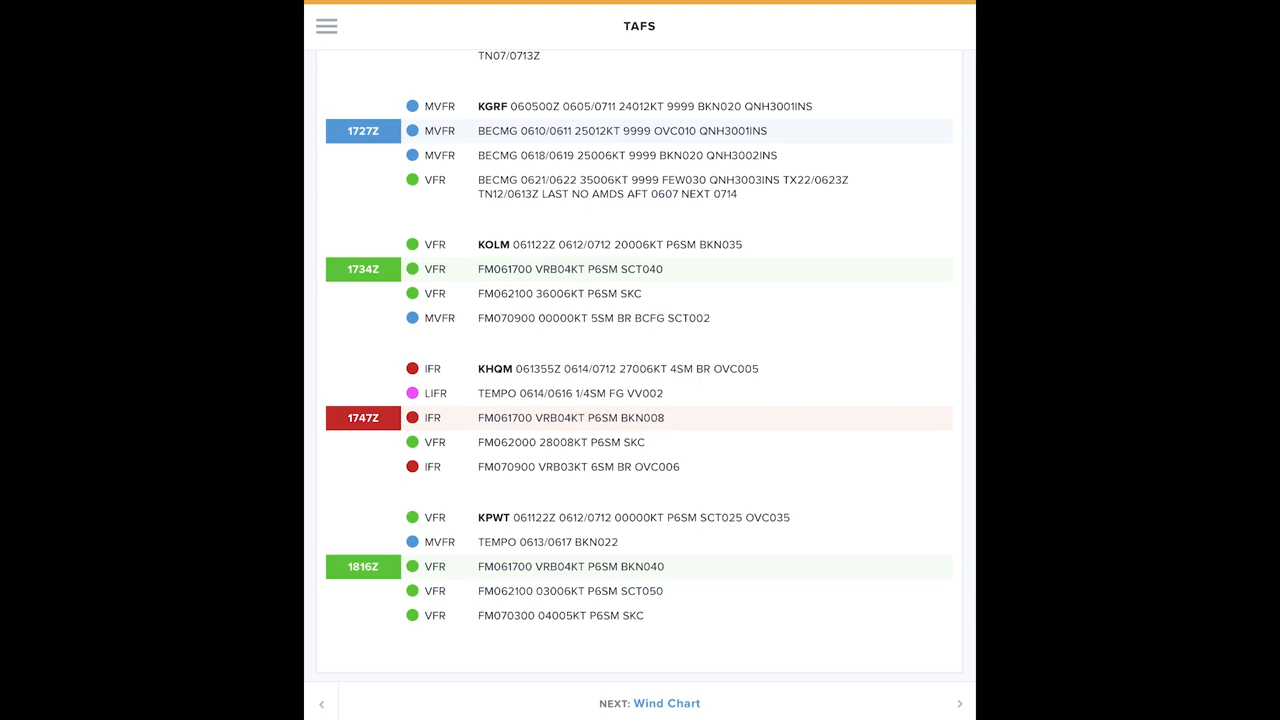 TAFS
TN07/0713Z
MVFR KGRF 060500Z 0605/0711 24012KT 9999 BKN020 QNH3001INS
1727Z MVFR BECMG 0610/0611 25012KT 9999 OVC010 QNH3001INS
MVFR BECMG 0618/0619 25006KT 9999 BKN020 QNH3002INS
VFR BECMG 0621/0622 35006KT 9999 FEW030 QNH3003INS TX22/0623Z
TN12/0613Z LAST NO AMDS AFT 0607 NEXT 0714
VFR KOLM 061122Z 0612/0712 20006KT P6SM BKN035
1734Z VFR FM061700 VRB04KT P6SM SCT040
VFR FM062100 36006KT P6SM SKC
MVFR FM070900 00000KT 5SM BR BCFG SCT002
IFR KHQM 061355Z 0614/0712 27006KT 4SM BR OVC005
LIFR TEMPO 0614/0616 1/4SM FG VV002
1747Z IFR FM061700 VRB04KT P6SM BKN008
VFR FM062000 28008KT P6SM SKC
IFR FM070900 VRB03KT 6SM BR OVC006
VFR KPWT 061122Z 0612/0712 00000KT P6SM SCT025 OVC035
MVFR TEMPO 0613/0617 BKN022
1816Z VFR FM061700 VRB04KT P6SM BKN040
VFR FM062100 03006KT P6SM SCT050
VFR FM070300 04005KT P6SM SKC
NEXT: Wind Chart